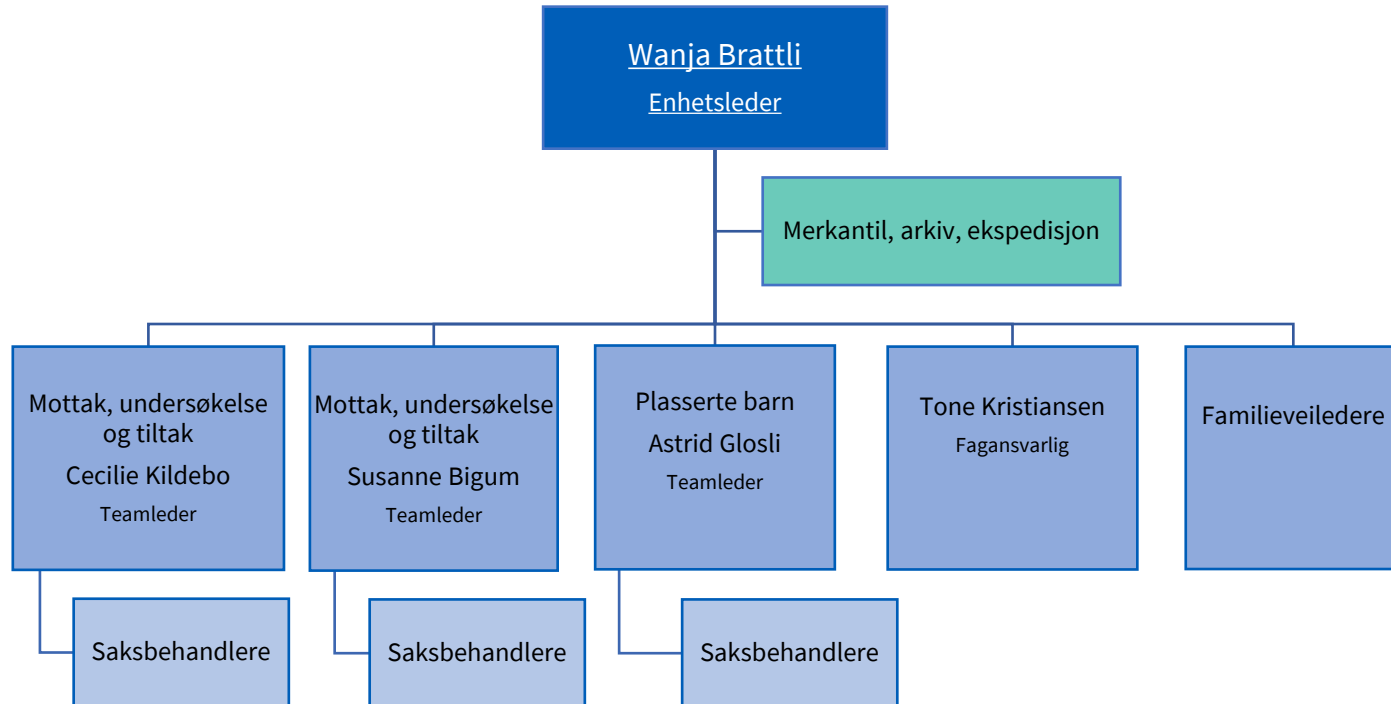 Wanja Brattli
Enhetsleder
Merkantil, arkiv, ekspedisjon
Mottak, undersøkelse
og tiltak
Cecilie Kildebo
Teamleder
Mottak, undersøkelse
og tiltak
Susanne Bigum
Teamleder
Plasserte barn
Astrid Glosli
Teamleder
Tone Kristiansen
Fagansvarlig
Familieveiledere
Saksbehandlere
Saksbehandlere
Saksbehandlere